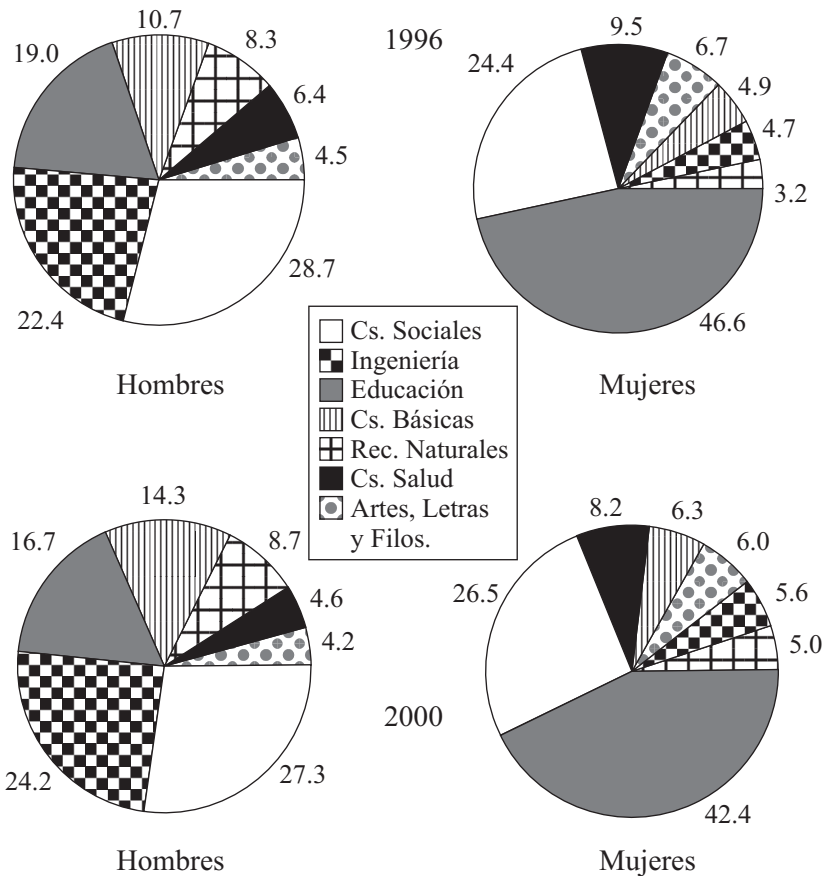 1996
10.7
8.3
6.4
4.5
28.7
22.4
19.0
Hombres
9.5
6.7
4.9
4.7
3.2
46.6
24.4
Mujeres
Cs. Sociales
Ingeniería
Educación
Cs. Básicas
Rec. Naturales
Cs. Salud
Artes, Letras
y Filos.
2000
14.3
8.7
4.6
4.2
27.3
24.2
16.7
Hombres
8.2
6.3
6.0
5.6
5.0
42.4
26.5
Mujeres